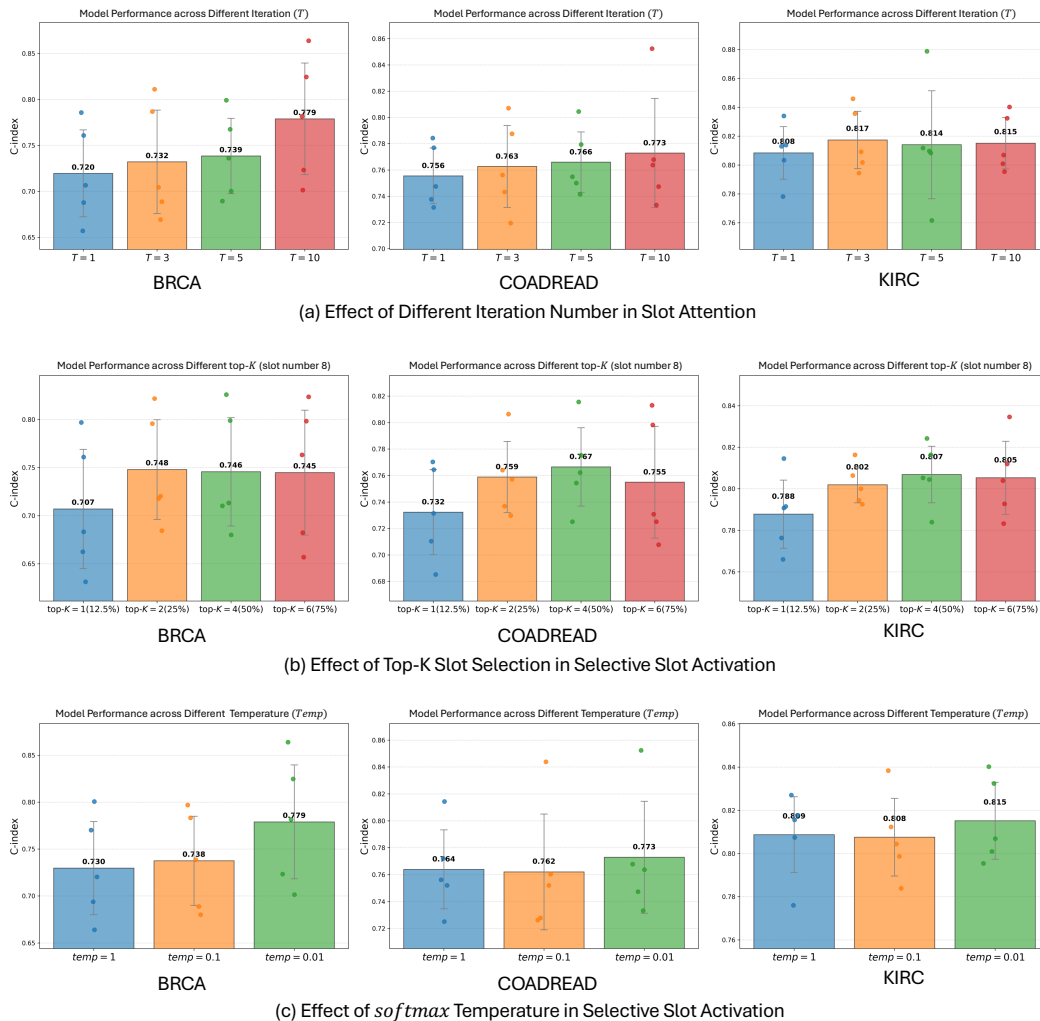 Model Performance across Different Iteration (T)
C-index
0.85
0.80
0.75
0.70
0.65
0.720
0.732
0.739
0.779
T = 1
T = 3
T = 5
T = 10
BRCA
Model Performance across Different Iteration (T)
C-index
0.86
0.84
0.82
0.80
0.78
0.76
0.74
0.72
0.70
0.756
0.763
0.766
0.773
T = 1
T = 3
T = 5
T = 10
COADREAD
Model Performance across Different Iteration (T)
C-index
0.88
0.86
0.84
0.82
0.80
0.78
0.76
0.808
0.817
0.814
0.815
T = 1
T = 3
T = 5
T = 10
KIRC
(a) Effect of Different Iteration Number in Slot Attention
Model Performance across Different top-K (slot number 8)
C-index
0.80
0.75
0.70
0.65
0.707
0.748
0.746
0.745
top-K = 1(12.5%)
top-K = 2(25%)
top-K = 4(50%)
top-K = 6(75%)
BRCA
Model Performance across Different top-K (slot number 8)
C-index
0.82
0.80
0.78
0.76
0.74
0.72
0.70
0.68
0.732
0.759
0.767
0.755
top-K = 1(12.5%)
top-K = 2(25%)
top-K = 4(50%)
top-K = 6(75%)
COADREAD
Model Performance across Different top-K (slot number 8)
C-index
0.84
0.82
0.80
0.78
0.76
0.788
0.802
0.807
0.805
top-K = 1(12.5%)
top-K = 2(25%)
top-K = 4(50%)
top-K = 6(75%)
KIRC
(b) Effect of Top-K Slot Selection in Selective Slot Activation
Model Performance across Different Temperature (Temp)
C-index
0.85
0.80
0.75
0.70
0.65
0.730
0.738
0.779
temp = 1
temp = 0.1
temp = 0.01
BRCA
Model Performance across Different Temperature (Temp)
C-index
0.86
0.84
0.82
0.80
0.78
0.76
0.74
0.72
0.764
0.762
0.773
temp = 1
temp = 0.1
temp = 0.01
COADREAD
Model Performance across Different Temperature (Temp)
C-index
0.86
0.84
0.82
0.80
0.78
0.76
0.809
0.808
0.815
temp = 1
temp = 0.1
temp = 0.01
KIRC
(c) Effect of softmax Temperature in Selective Slot Activation